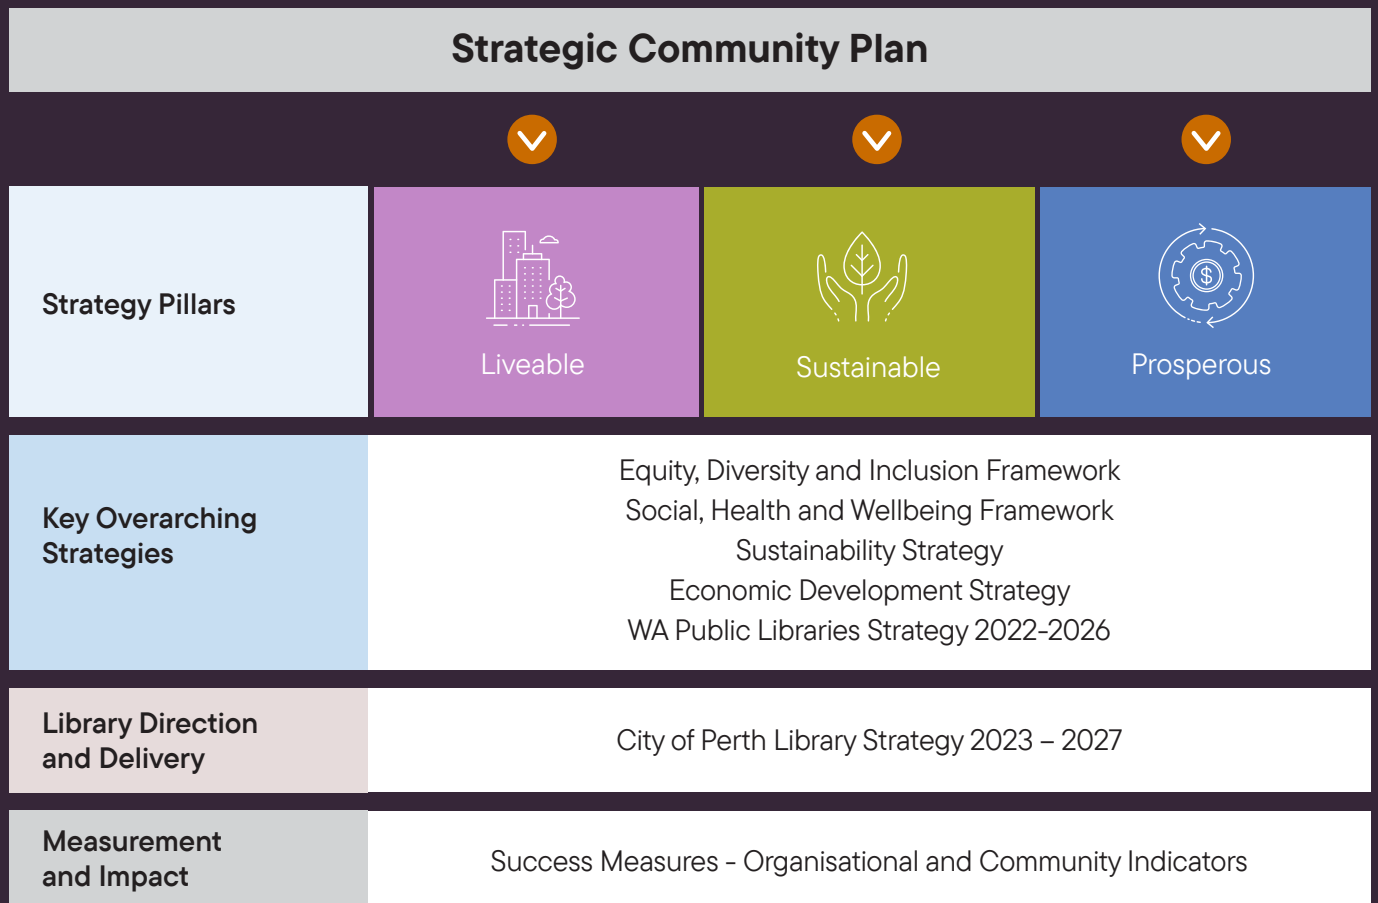 Strategic Community Plan
Strategy Pillars
$
Liveable
Sustainable
Prosperous
Key Overarching
Strategies
Equity, Diversity and Inclusion Framework
Social, Health and Wellbeing Framework
Sustainability Strategy
Economic Development Strategy
WA Public Libraries Strategy 2022-2026
Library Direction
and Delivery
City of Perth Library Strategy 2023 – 2027
Measurement
and Impact
Success Measures - Organisational and Community Indicators